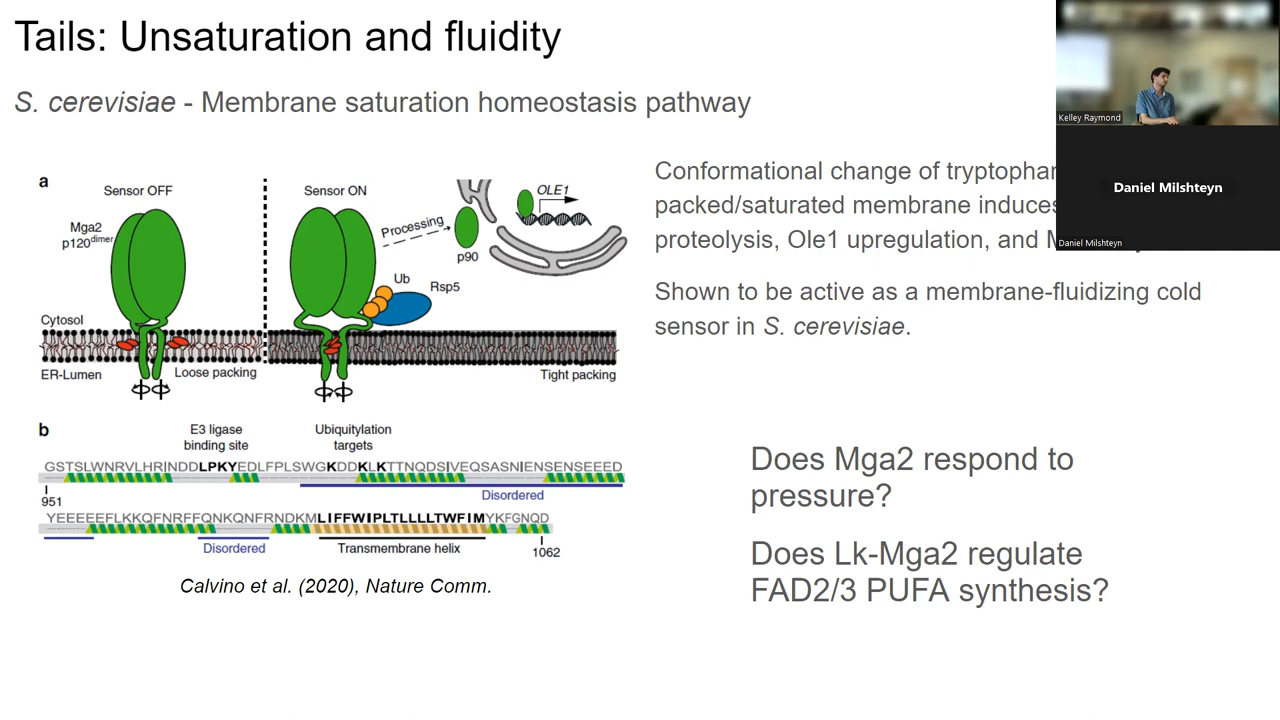 Tails: Unsaturation and fluidity
S. cerevisiae - Membrane saturation homeostasis pathway
Kelley Raymond
Daniel Milshteyn
Daniel Milshteyn
a
Sensor OFF
Sensor ON
OLE1
Mga2
p120dimer
Processing
p90
Ub
Rsp5
Cytosol
ER-Lumen
Loose packing
Tight packing
Conformational change of
packed/saturated membrane induces
proteolysis, Ole1 upregulation, and
Shown to be active as a membrane-fluidizing cold
sensor in S. cerevisiae.
b
E3 ligase
binding site
Ubiquitylation
targets
GSTSLWNRVLHRINDDLPKYEDLFPLSWGKDDKLKTTNQDSIVEQSASNIENSENSEEED
951
Disordered
YEEEEEFLKKQFNRFFQNKQNFRNDKMLIFFWIPLTLLLLTWFIMYKFGNQD
Disordered
Transmembrane helix
1062
Calvino et al. (2020), Nature Comm.
Does Mga2 respond to
pressure?
Does Lk-Mga2 regulate
FAD2/3 PUFA synthesis?